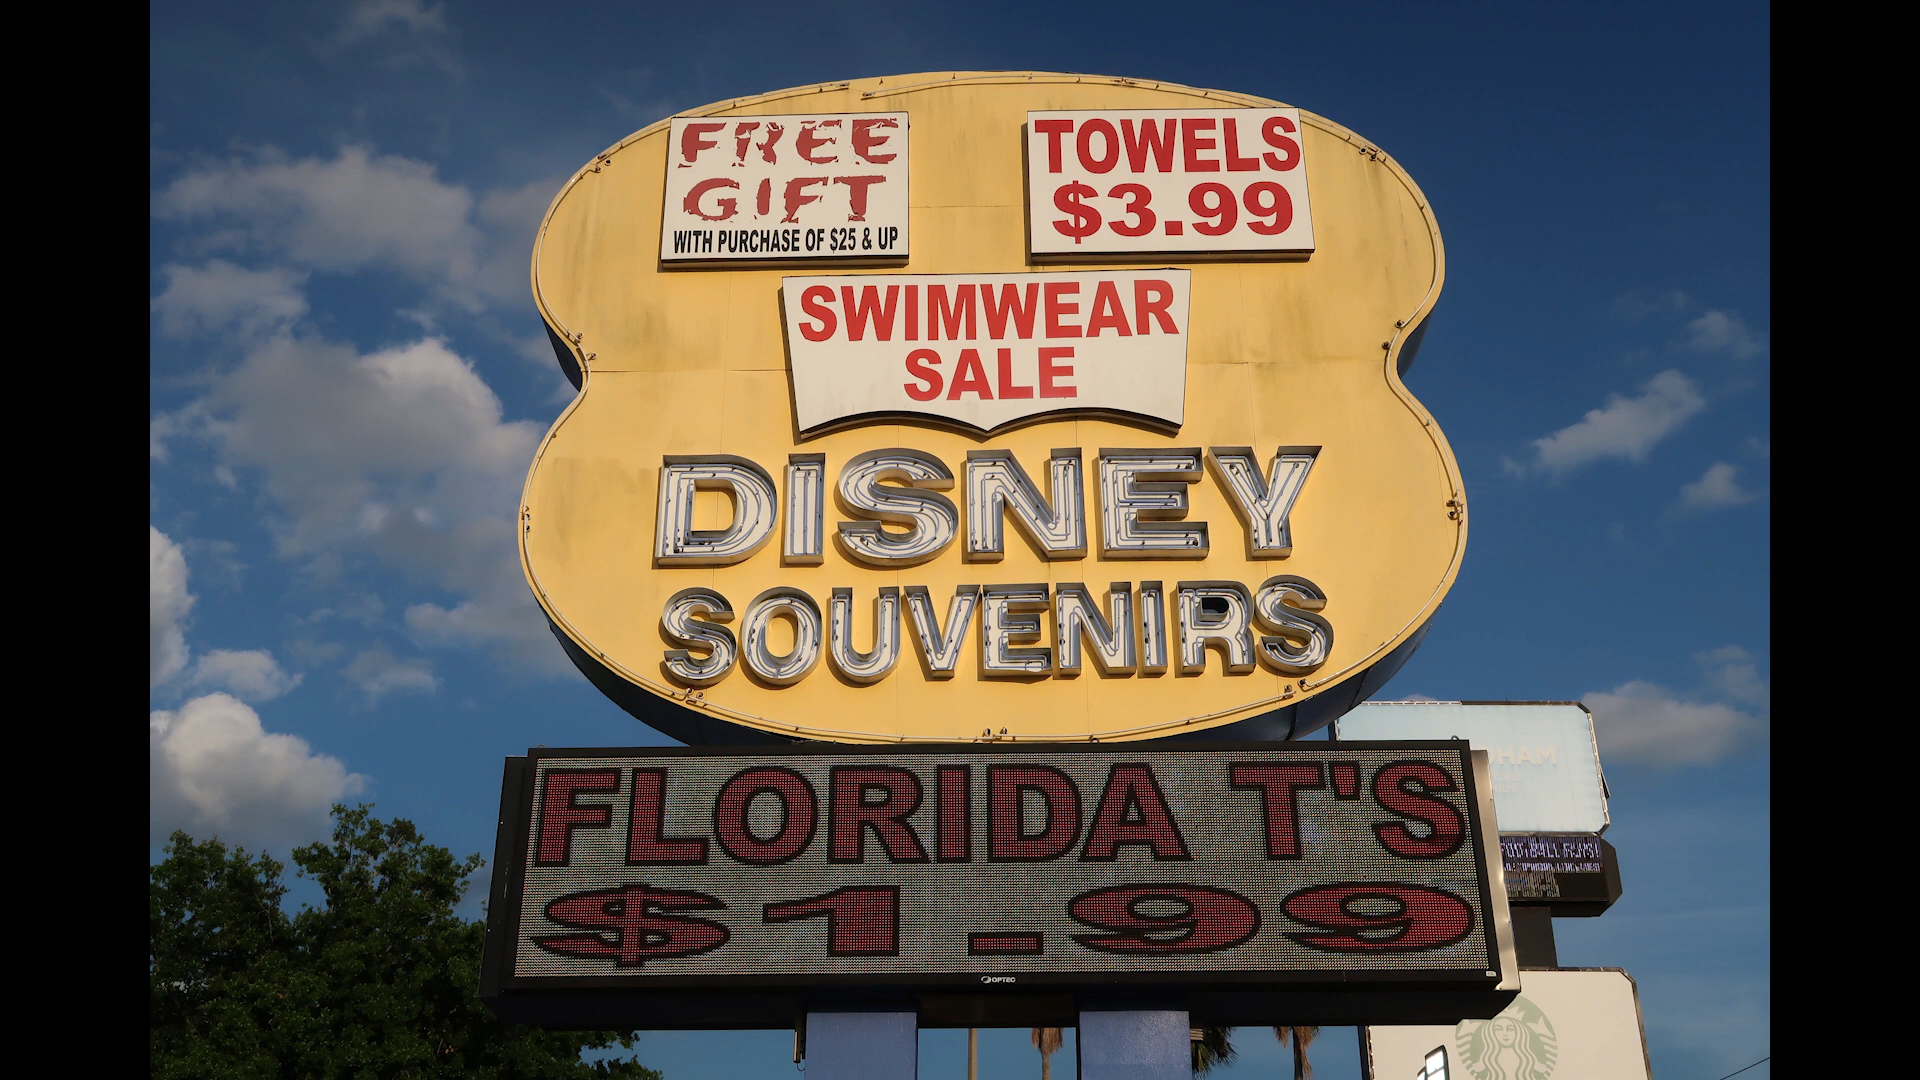 FREE
GIFT
WITH PURCHASE OF $25 & UP
TOWELS
$3.99
SWIMWEAR
SALE
DISNEY
SOUVENIRS
FLORIDA T'S
$1.99
OPTEC